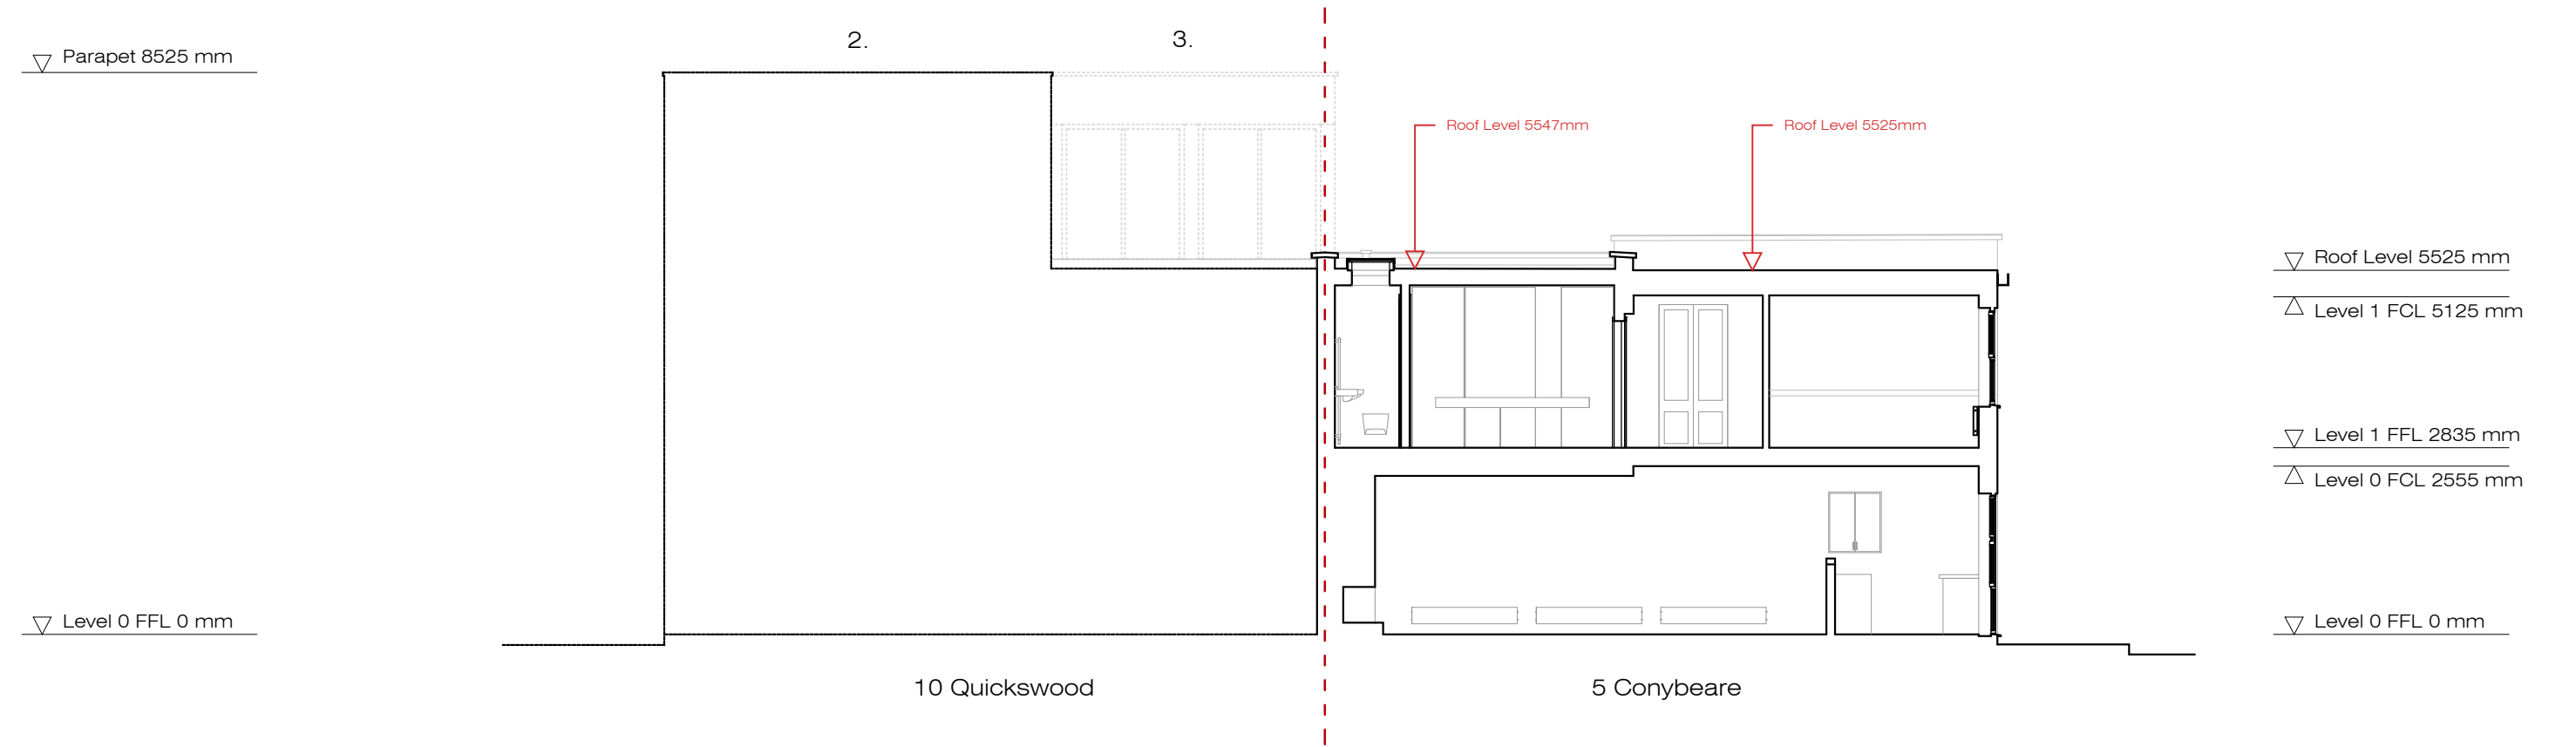 2.
3.
Parapet 8525 mm
Roof Level 5547mm
Roof Level 5525mm
Roof Level 5525 mm
Level 1 FCL 5125 mm
Level 1 FFL 2835 mm
Level 0 FCL 2555 mm
Level 0 FFL 0 mm
Level 0 FFL 0 mm
10 Quickswood
5 Conybeare